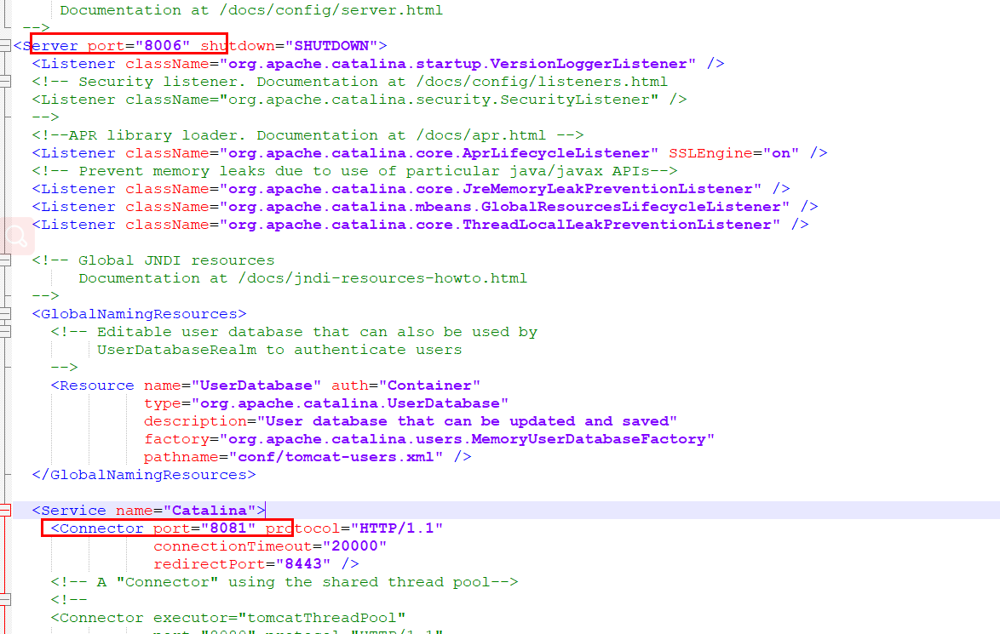 Documentation at /docs/config/server.html
-->
<Server port="8006" shutdown="SHUTDOWN">
<Listener className="org.apache.catalina.startup.VersionLoggerListener" />
<!-- Security listener. Documentation at /docs/config/listeners.html
<Listener className="org.apache.catalina.security.SecurityListener" />
-->
<!--APR library loader. Documentation at /docs/apr.html -->
<Listener className="org.apache.catalina.core.AprLifecycleListener" SSLEngine="on" />
<!-- Prevent memory leaks due to use of particular java/javax APIs-->
<Listener className="org.apache.catalina.core.JreMemoryLeakPreventionListener" />
<Listener className="org.apache.catalina.mbeans.GlobalResourcesLifecycleListener" />
<Listener className="org.apache.catalina.core.ThreadLocalLeakPreventionListener" />
<!-- Global JNDI resources
Documentation at /docs/jndi-resources-howto.html
-->
<GlobalNamingResources>
<!-- Editable user database that can also be used by
UserDatabaseRealm to authenticate users
-->
<Resource name="UserDatabase" auth="Container"
type="org.apache.catalina.UserDatabase"
description="User database that can be updated and saved"
factory="org.apache.catalina.users.MemoryUserDatabaseFactory"
pathname="conf/tomcat-users.xml" />
</GlobalNamingResources>
<Service name="Catalina">
<Connector port="8081" protocol="HTTP/1.1"
connectionTimeout="20000"
redirectPort="8443" />
<!-- A "Connector" using the shared thread pool-->
<!--
<Connector executor="tomcatThreadPool"